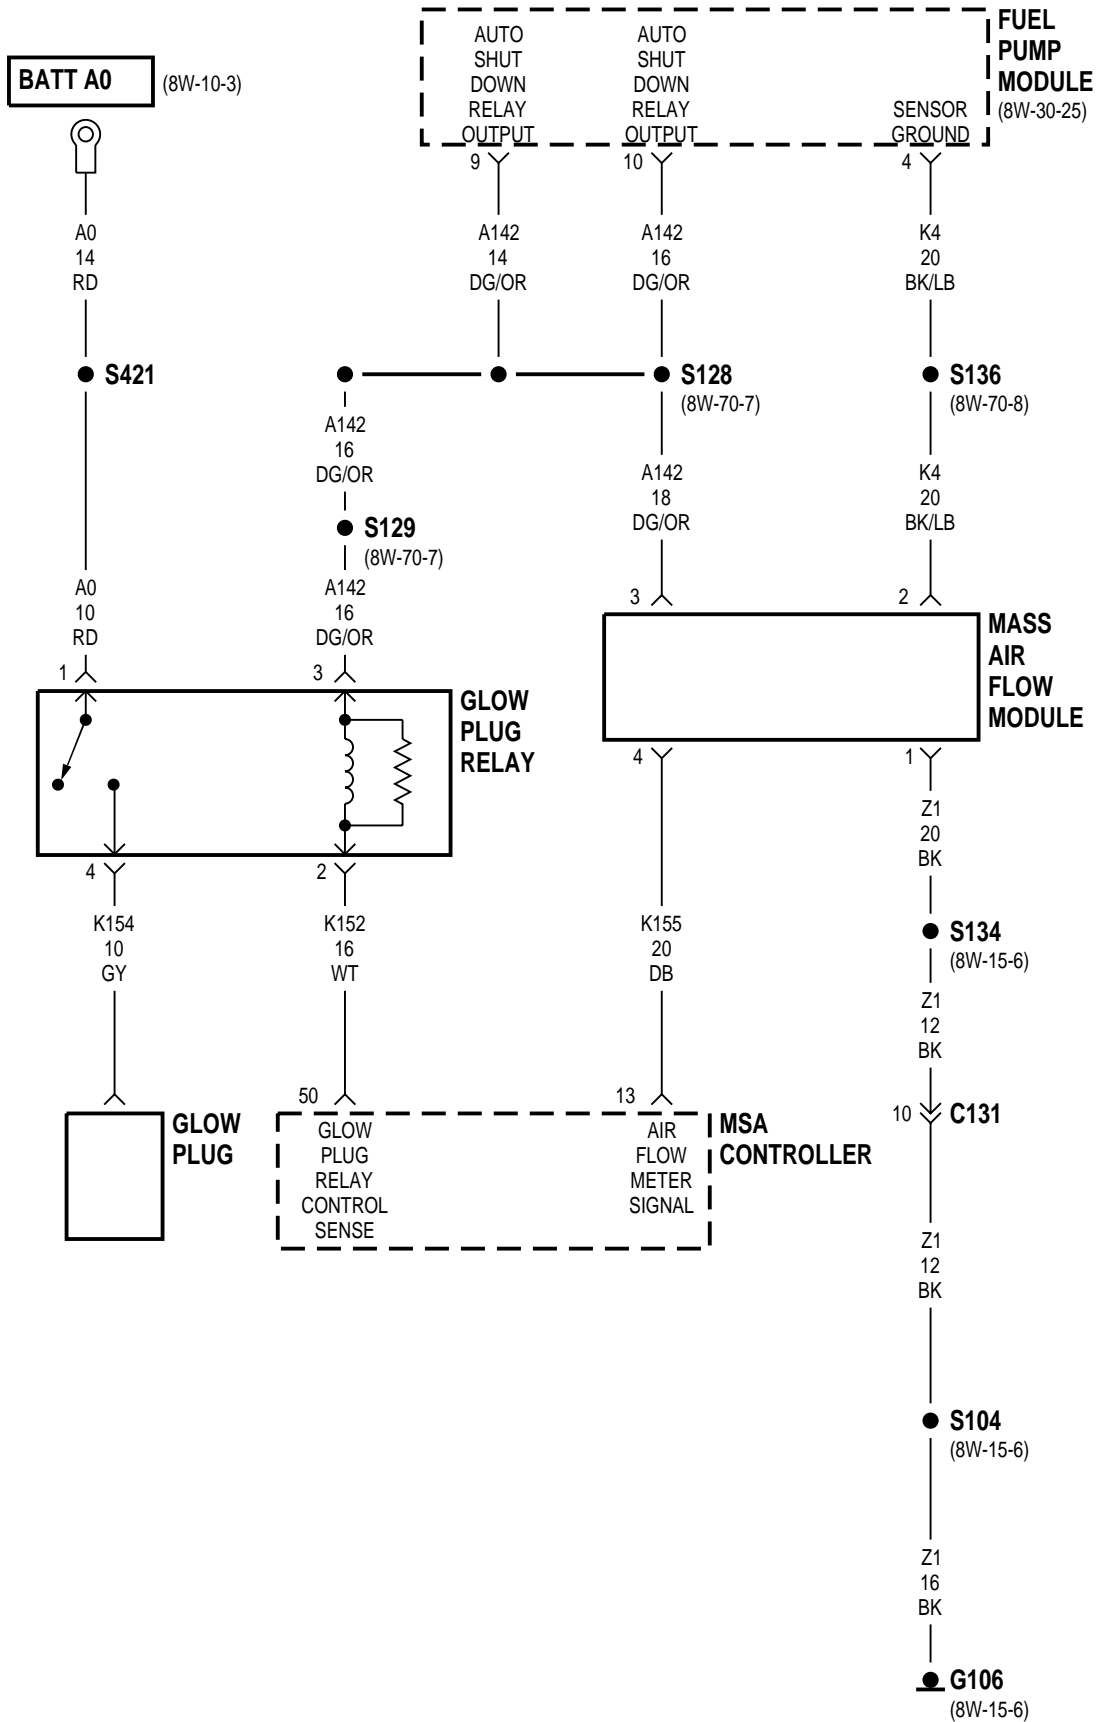 BATT A0
(8W-10-3)
AUTO
SHUT
DOWN
RELAY
OUTPUT
AUTO
SHUT
DOWN
RELAY
OUTPUT
SENSOR
GROUND
FUEL
PUMP
MODULE
(8W-30-25)
9
10
4
A0
14
RD
A142
14
DG/OR
A142
16
DG/OR
K4
20
BK/LB
S421
S128
(8W-70-7)
S136
(8W-70-8)
A142
16
DG/OR
A142
18
DG/OR
K4
20
BK/LB
S129
(8W-70-7)
A0
10
RD
A142
16
DG/OR
3
2
MASS
AIR
FLOW
MODULE
1
3
GLOW
PLUG
RELAY
4
1
Z1
20
BK
4
2
K154
10
GY
K152
16
WT
K155
20
DB
S134
(8W-15-6)
Z1
12
BK
50
13
10
C131
GLOW
PLUG
GLOW
PLUG
RELAY
CONTROL
SENSE
AIR
FLOW
METER
SIGNAL
MSA
CONTROLLER
Z1
12
BK
S104
(8W-15-6)
Z1
16
BK
G106
(8W-15-6)